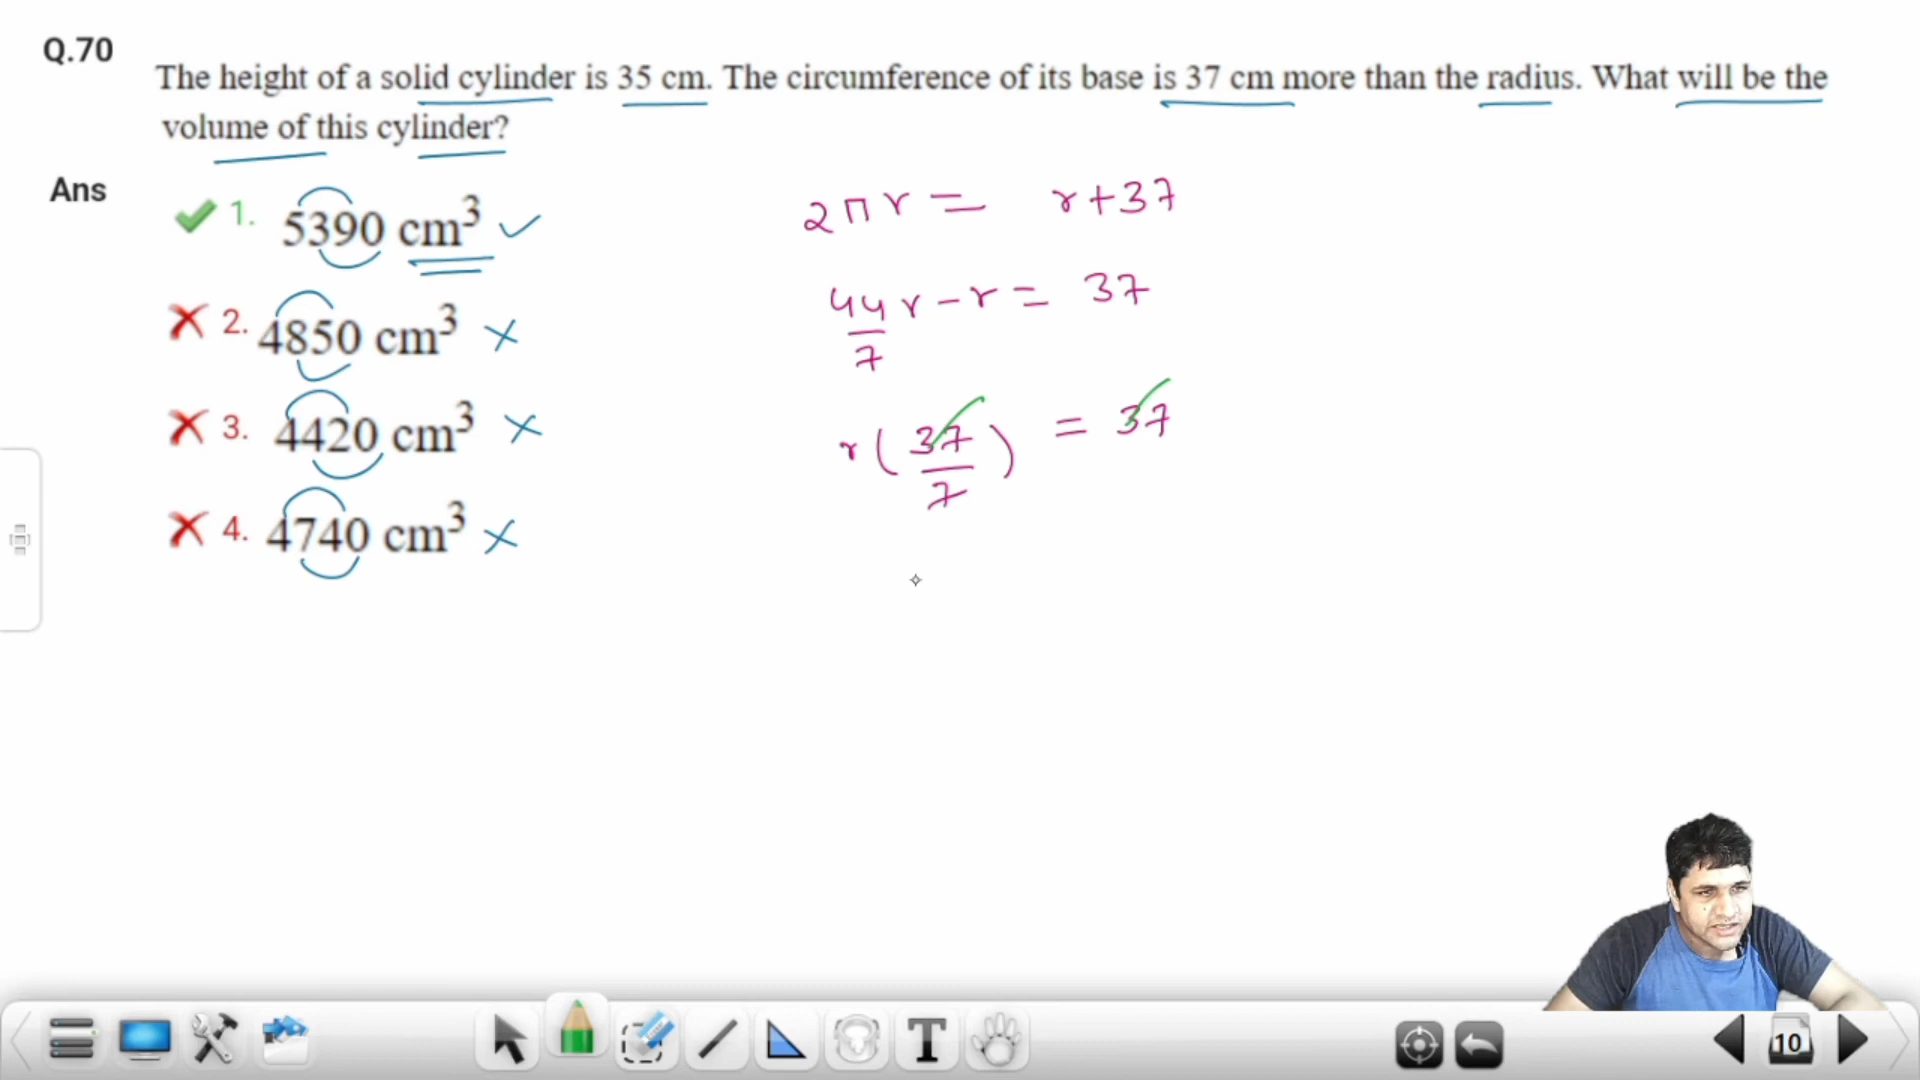 Q.70
The height of a solid cylinder is 35 cm. The circumference of its base is 37 cm more than the radius. What will be the
volume of this cylinder?
Ans
1. 5390 cm³
2. 4850 cm³
3. 4420 cm³
4. 4740 cm³
2πr = r+37
44/7 r - r = 37
r(37/7) = 37
T
10